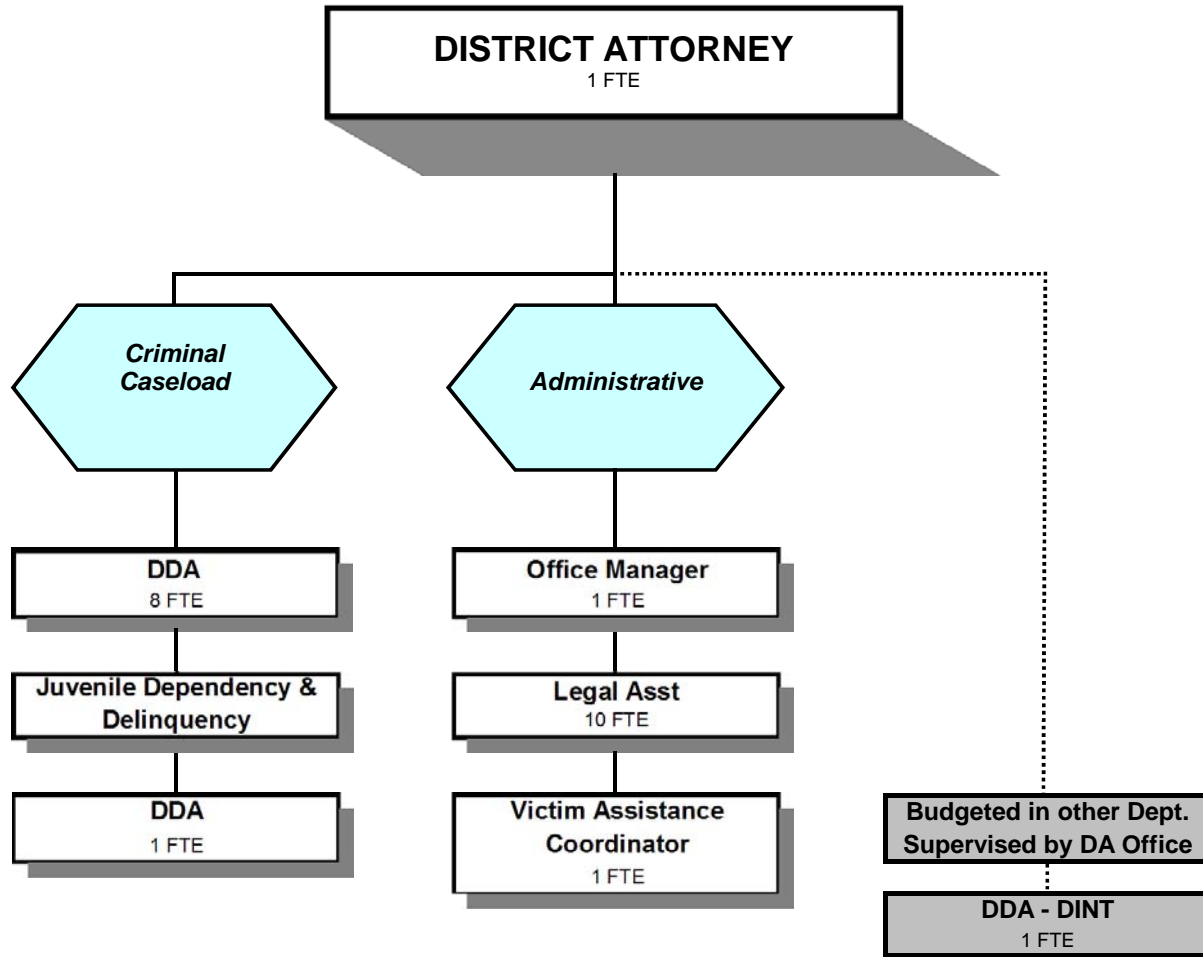 DISTRICT ATTORNEY
1 FTE
Criminal
Caseload
DDA
8 FTE
Juvenile Dependency &
Delinquency
DDA
1 FTE
Administrative
Office Manager
1 FTE
Legal Asst
10 FTE
Victim Assistance
Coordinator
1 FTE
Budgeted in other Dept.
Supervised by DA Office
DDA - DINT
1 FTE